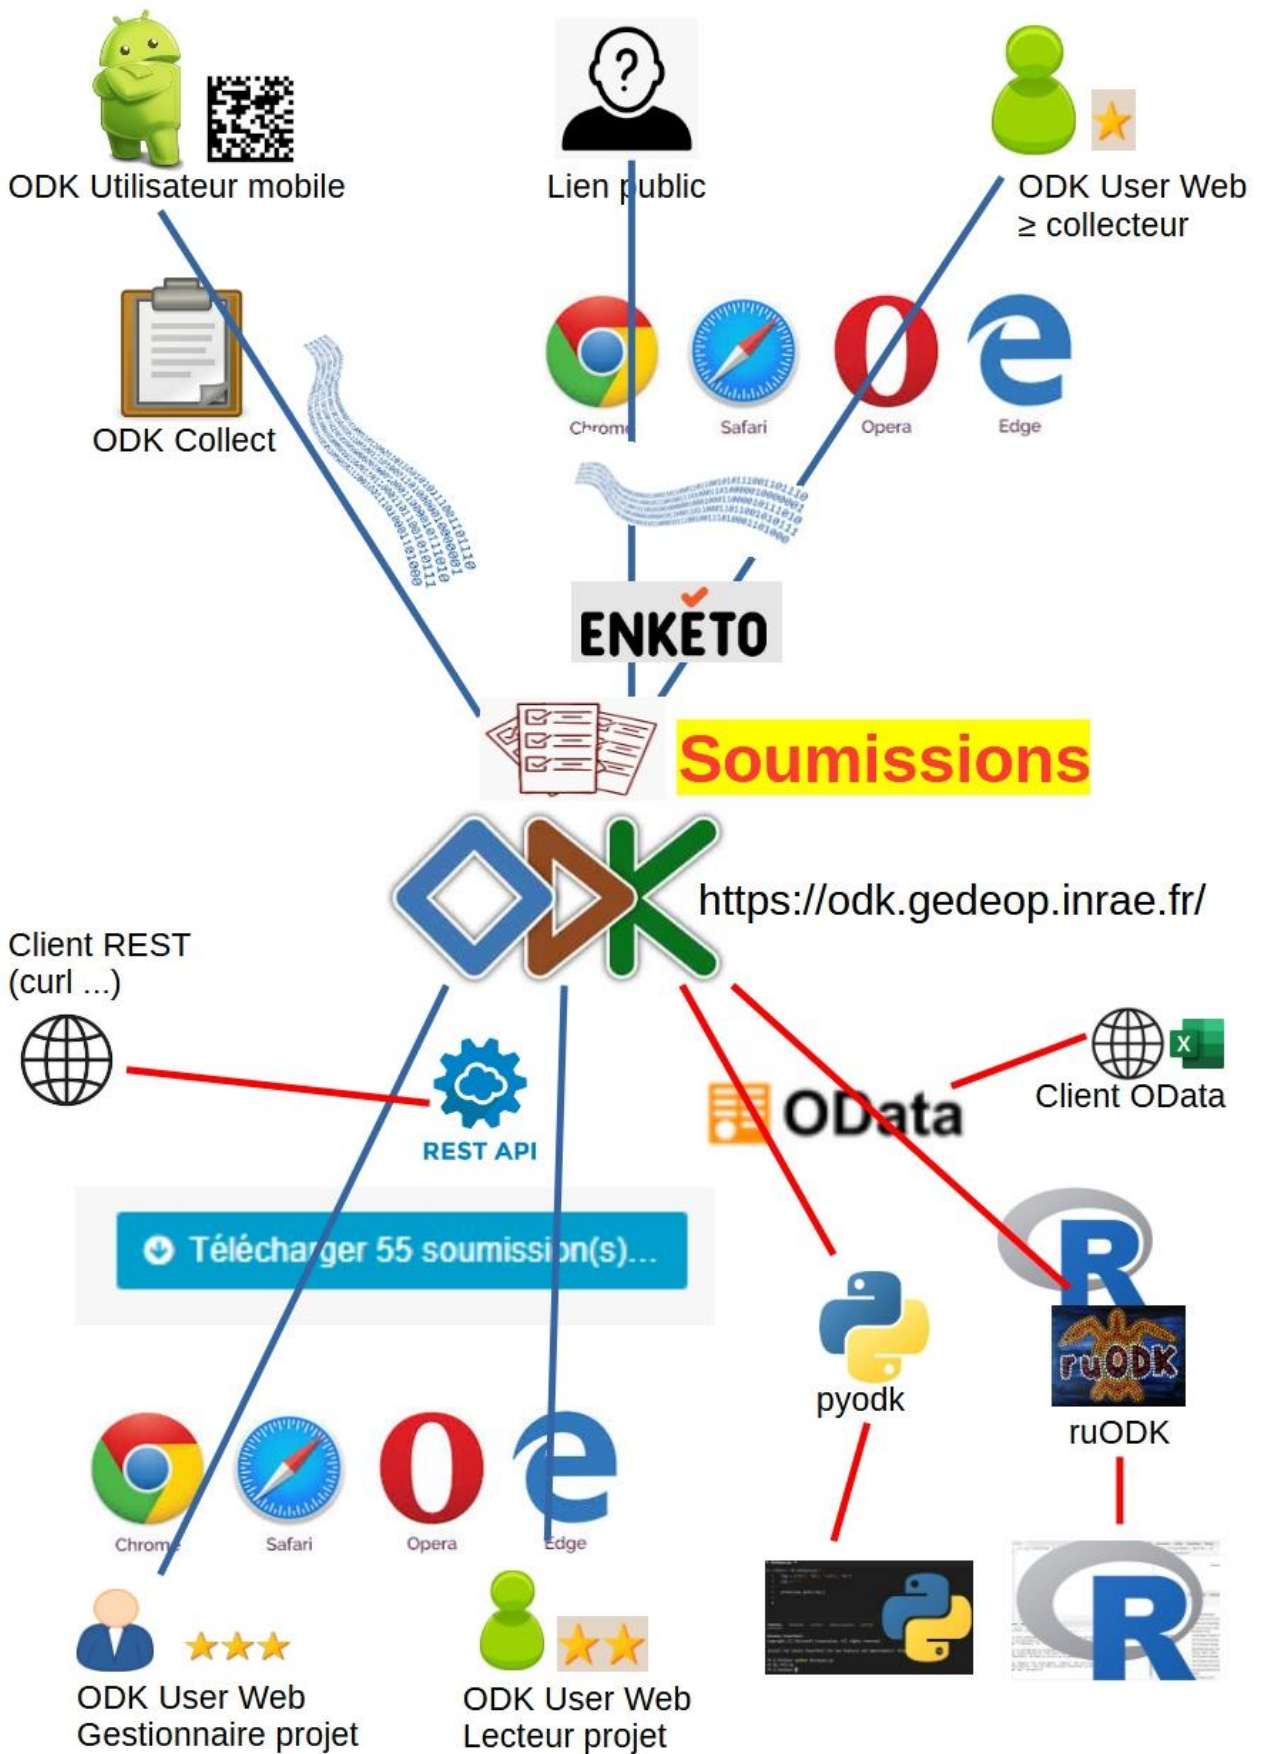 ODK Utilisateur mobile
Lien public
ODK User Web
≥ collecteur
ODK Collect
Chrome
Safari
Opera
Edge
ENKETO
Soumissions
ODK
https://odk.gedeop.inrae.fr/
Client REST
(curl ...)
REST API
OData
X
Client OData
Télécharger 55 soumission(s)...
R
ruODK
pyodk
ruODK
Chrome
Safari
Opera
Edge
R
ODK User Web
Gestionnaire projet
ODK User Web
Lecteur projet